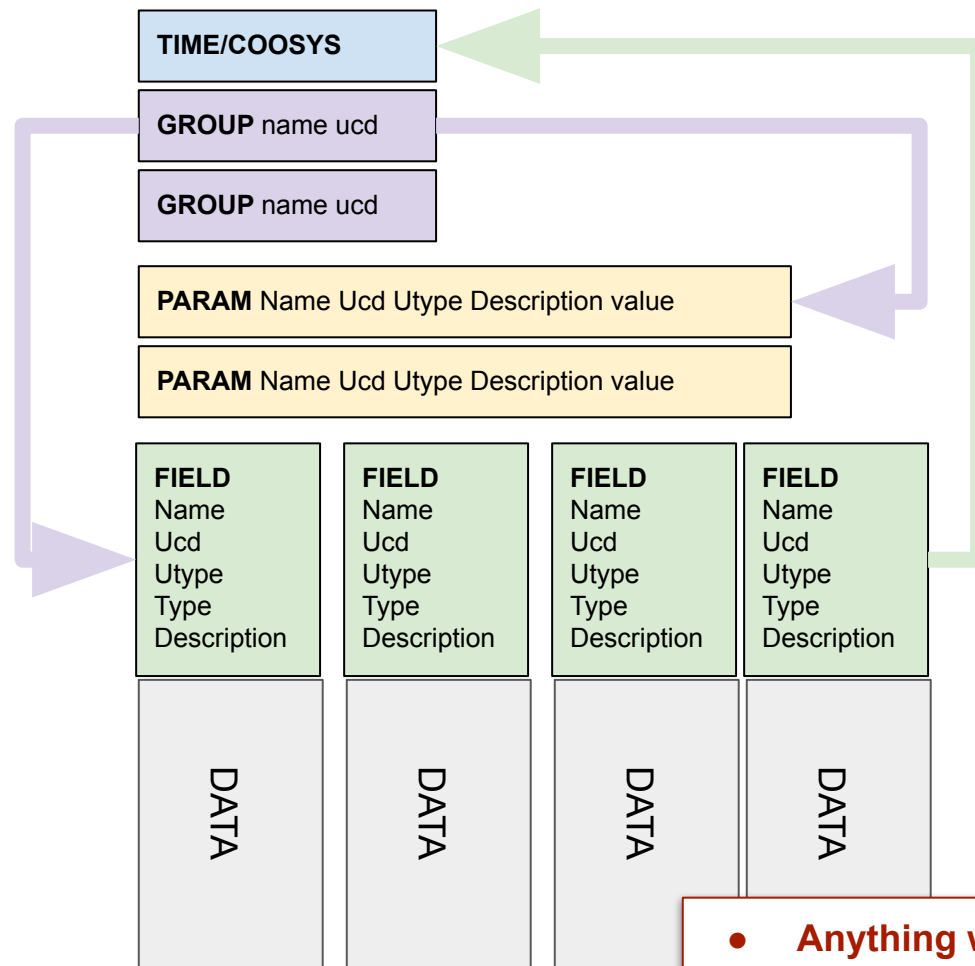 TIME/COOSYS
GROUP name ucd
GROUP name ucd
PARAM Name Ucd Utype Description value
PARAM Name Ucd Utype Description value
FIELD
Name
Ucd
Utype
Type
Description
FIELD
Name
Ucd
Utype
Type
Description
FIELD
Name
Ucd
Utype
Type
Description
FIELD
Name
Ucd
Utype
Type
Description
DATA
DATA
DATA
DATA
• Anything